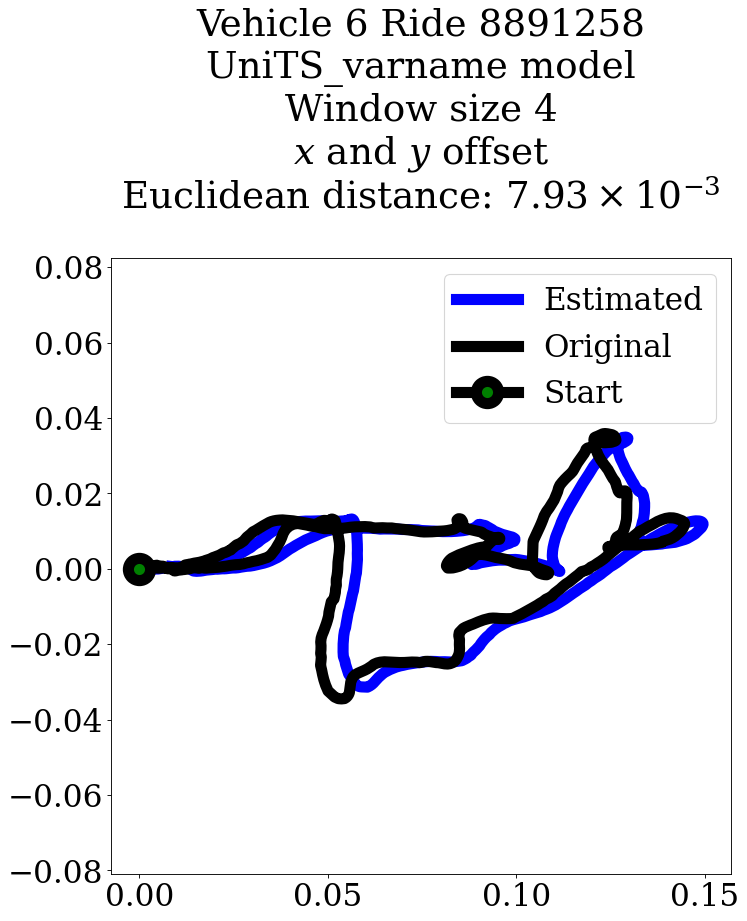 Vehicle 6 Ride 8891258
UniTS_varname model
Window size 4
x and y offset
Euclidean distance: 7.93 × 10⁻³
Estimated
Original
Start
0.08
0.06
0.04
0.02
0.00
−0.02
−0.04
−0.06
−0.08
0.00 0.05 0.10 0.15